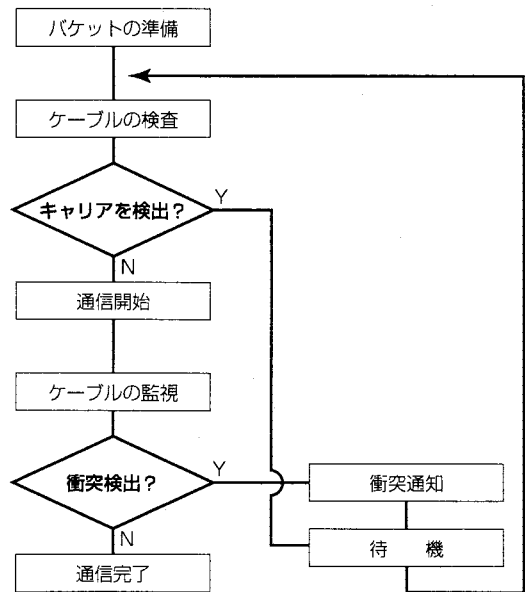 パケットの準備
ケーブルの検査
キャリアを検出？
Y
N
通信開始
ケーブルの監視
衝突検出？
Y
衝突通知
N
待　機
通信完了